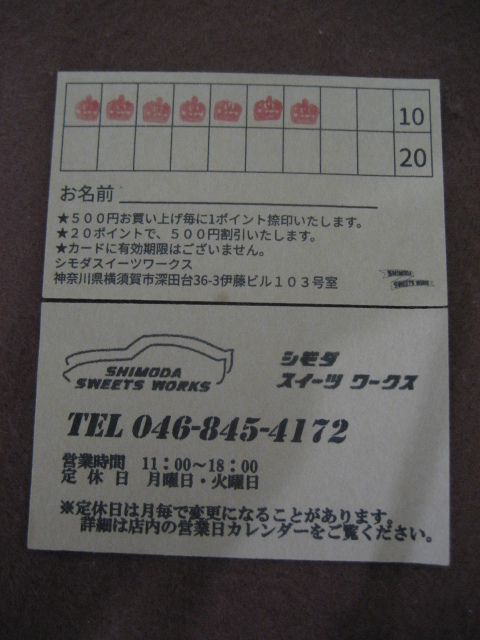 10
20
お名前
★５００円お買い上げ毎に1ポイント捺印いたします。
★２０ポイントで、５００円割引いたします。
★カードに有効期限はございません。
シモダスイーツワークス
神奈川県横須賀市深田台36-3伊藤ビル１０３号室
SHIMODA
SWEETS WORKS
SHIMODA
SWEETS WORKS
シモダ
スイーツ ワークス
TEL 046-845-4172
営業時間 11：00〜18：00
定 休 日 月曜日・火曜日
※定休日は月毎で変更になることがあります。
詳細は店内の営業日カレンダーをご覧ください。